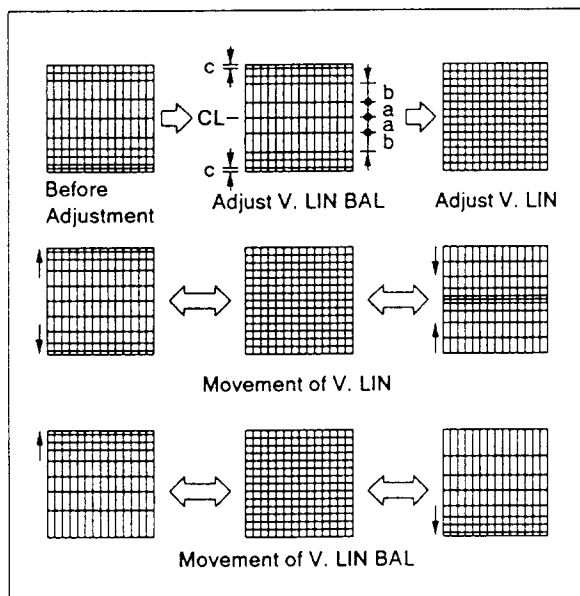 c
CL
c
b
a
a
b
Before
Adjustment
Adjust V. LIN BAL
Adjust V. LIN
Movement of V. LIN
Movement of V. LIN BAL